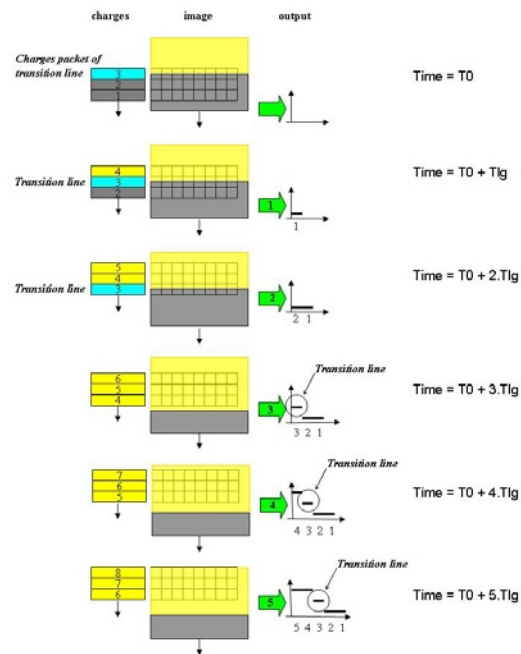 charges image output
Charges packet of
transition line
3
2
1
Time = T0
4
Transition line
3
2
1
1
Time = T0 + Tlg
5
4
Transition line
3
2
2 1
Time = T0 + 2.Tlg
6
5
4
Transition line
3
3 2 1
Time = T0 + 3.Tlg
7
6
5
Transition line
4
4 3 2 1
Time = T0 + 4.Tlg
8
7
6
Transition line
5
5 4 3 2 1
Time = T0 + 5.Tlg